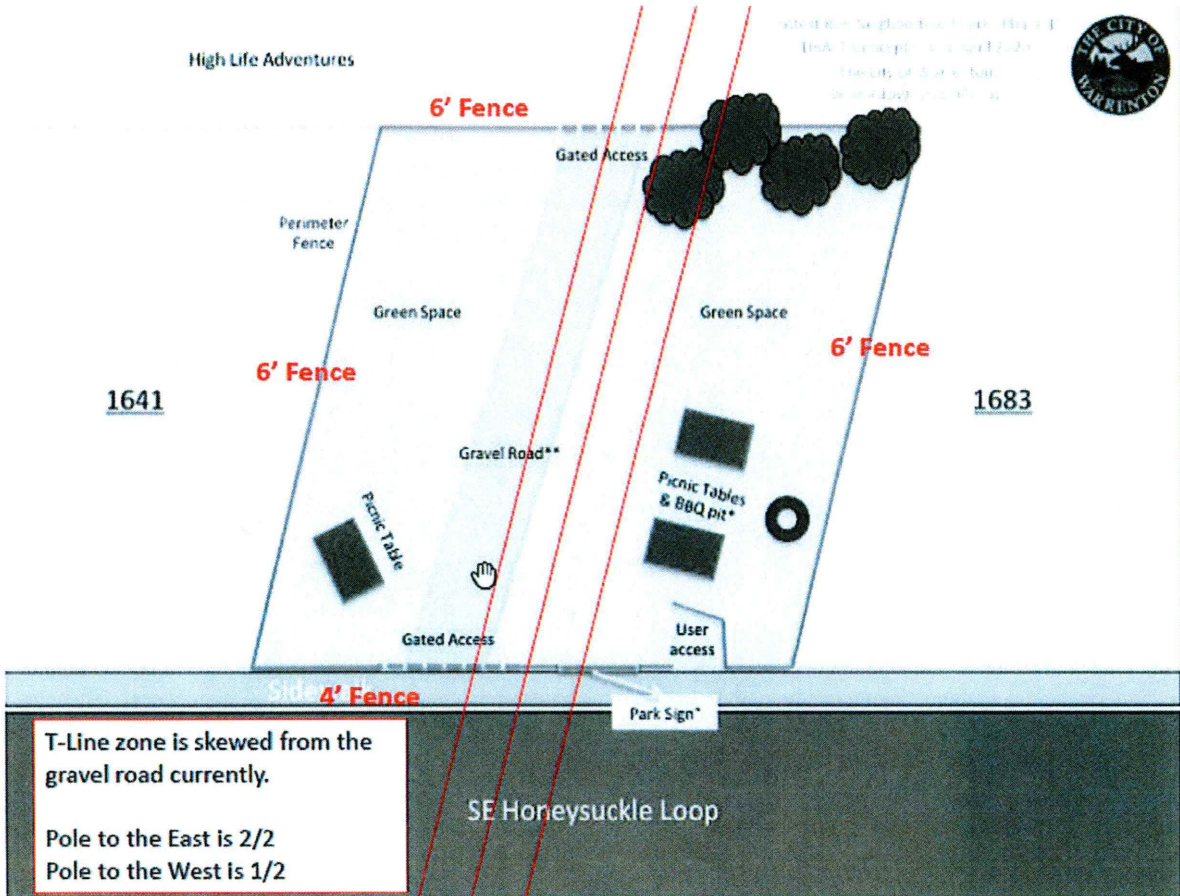 High Life Adventures
THE CITY OF
WARRENTON
6' Fence
Gated Access
Perimeter
Fence
Green Space
Green Space
6' Fence
6' Fence
1641
1683
Gravel Road**
Picnic Tables
& BBQ pit*
Picnic Table
User
access
Gated Access
4' Fence
Park Sign*
T-Line zone is skewed from the
gravel road currently.
Pole to the East is 2/2
Pole to the West is 1/2
SE Honeysuckle Loop